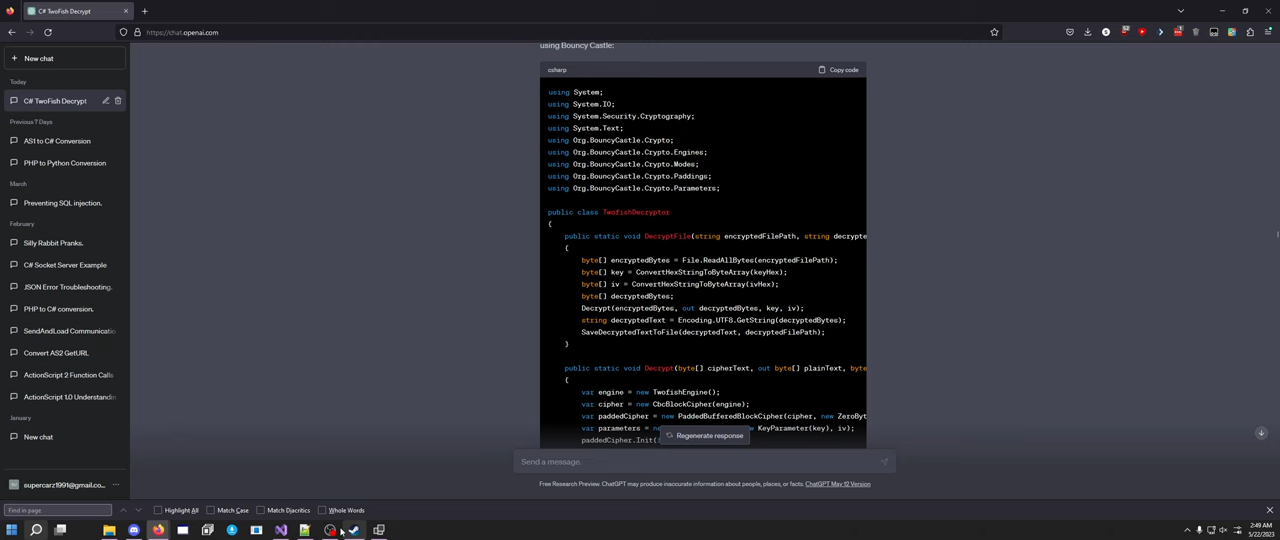 C# TwoFish Decrypt
https://chat.openai.com
52
New chat
Today
C# TwoFish Decrypt
Previous 7 Days
AS1 to C# Conversion
PHP to Python Conversion
March
Preventing SQL injection.
February
Silly Rabbit Pranks.
C# Socket Server Example
JSON Error Troubleshooting.
PHP to C# conversion.
SendAndLoad Communicatio
Convert AS2 GetURL
ActionScript 2 Function Calls
ActionScript 1.0 Understandin
January
New chat
supercarz1991@gmail.co...
using Bouncy Castle:
csharp
Copy code
using System;
using System.IO;
using System.Security.Cryptography;
using System.Text;
using Org.BouncyCastle.Crypto;
using Org.BouncyCastle.Crypto.Engines;
using Org.BouncyCastle.Crypto.Modes;
using Org.BouncyCastle.Crypto.Paddings;
using Org.BouncyCastle.Crypto.Parameters;
public class TwofishDecryptor
{
public static void DecryptFile(string encryptedFilePath, string decrypte
{
byte[] encryptedBytes = File.ReadAllBytes(encryptedFilePath);
byte[] key = ConvertHexStringToByteArray(keyHex);
byte[] iv = ConvertHexStringToByteArray(ivHex);
byte[] decryptedBytes;
Decrypt(encryptedBytes, out decryptedBytes, key, iv);
string decryptedText = Encoding.UTF8.GetString(decryptedBytes);
SaveDecryptedTextToFile(decryptedText, decryptedFilePath);
}
public static void Decrypt(byte[] cipherText, out byte[] plainText, byte
{
var engine = new TwofishEngine();
var cipher = new CbcBlockCipher(engine);
var paddedCipher = new PaddedBufferedBlockCipher(cipher, new ZeroByt
var parameters = ne w KeyParameter(key), iv);
paddedCipher.Init(
Regenerate response
Send a message.
Free Research Preview. ChatGPT may produce inaccurate information about people, places, or facts. ChatGPT May 12 Version
Find in page
Highlight All
Match Case
Match Diacritics
Whole Words
2:49 AM
5/22/2023